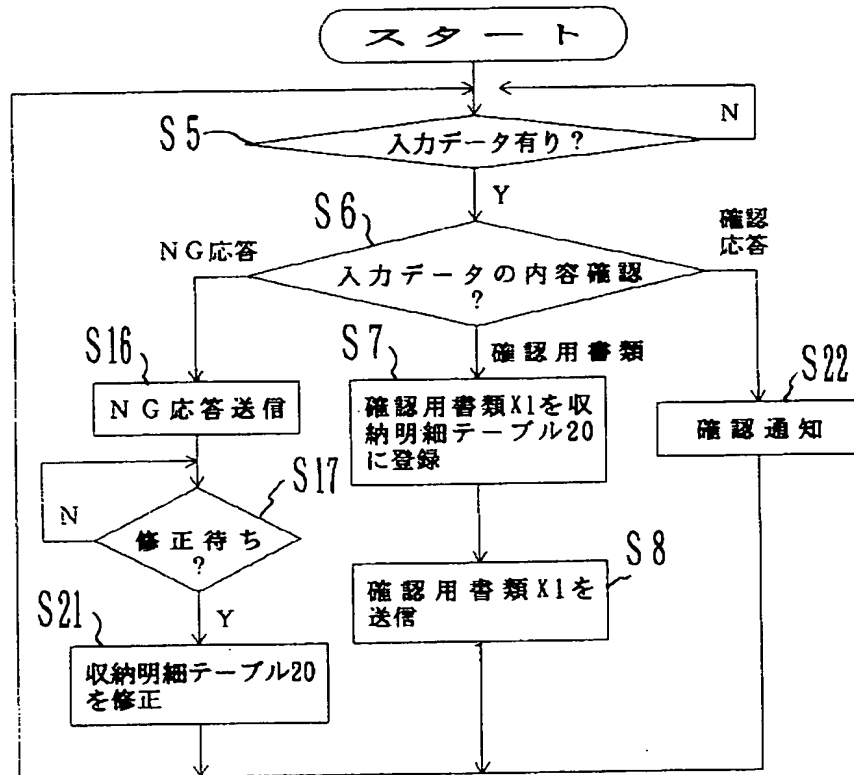 スタート
S5
入力データ有り?
N
Y
S6
NG応答
確認
応答
入力データの内容確認
?
S16
S7
確認用書類
S22
NG応答送信
確認用書類X1を収
納明細テーブル20
に登録
確認通知
S17
N
修正待ち
?
S8
確認用書類X1を
送信
S21
Y
収納明細テーブル20
を修正